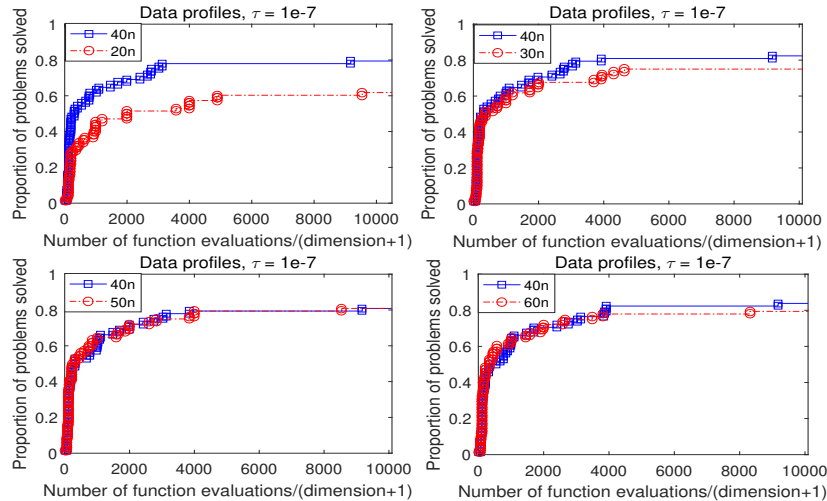 Data profiles, τ = 1e-7
40n
20n
Proportion of problems solved
1
0.8
0.6
0.4
0.2
0
0 2000 4000 6000 8000 10000
Number of function evaluations/(dimension+1)
Data profiles, τ = 1e-7
40n
30n
Proportion of problems solved
1
0.8
0.6
0.4
0.2
0
0 2000 4000 6000 8000 10000
Number of function evaluations/(dimension+1)
Data profiles, τ = 1e-7
40n
50n
Proportion of problems solved
1
0.8
0.6
0.4
0.2
0
0 2000 4000 6000 8000 10000
Number of function evaluations/(dimension+1)
Data profiles, τ = 1e-7
40n
60n
Proportion of problems solved
1
0.8
0.6
0.4
0.2
0
0 2000 4000 6000 8000 10000
Number of function evaluations/(dimension+1)